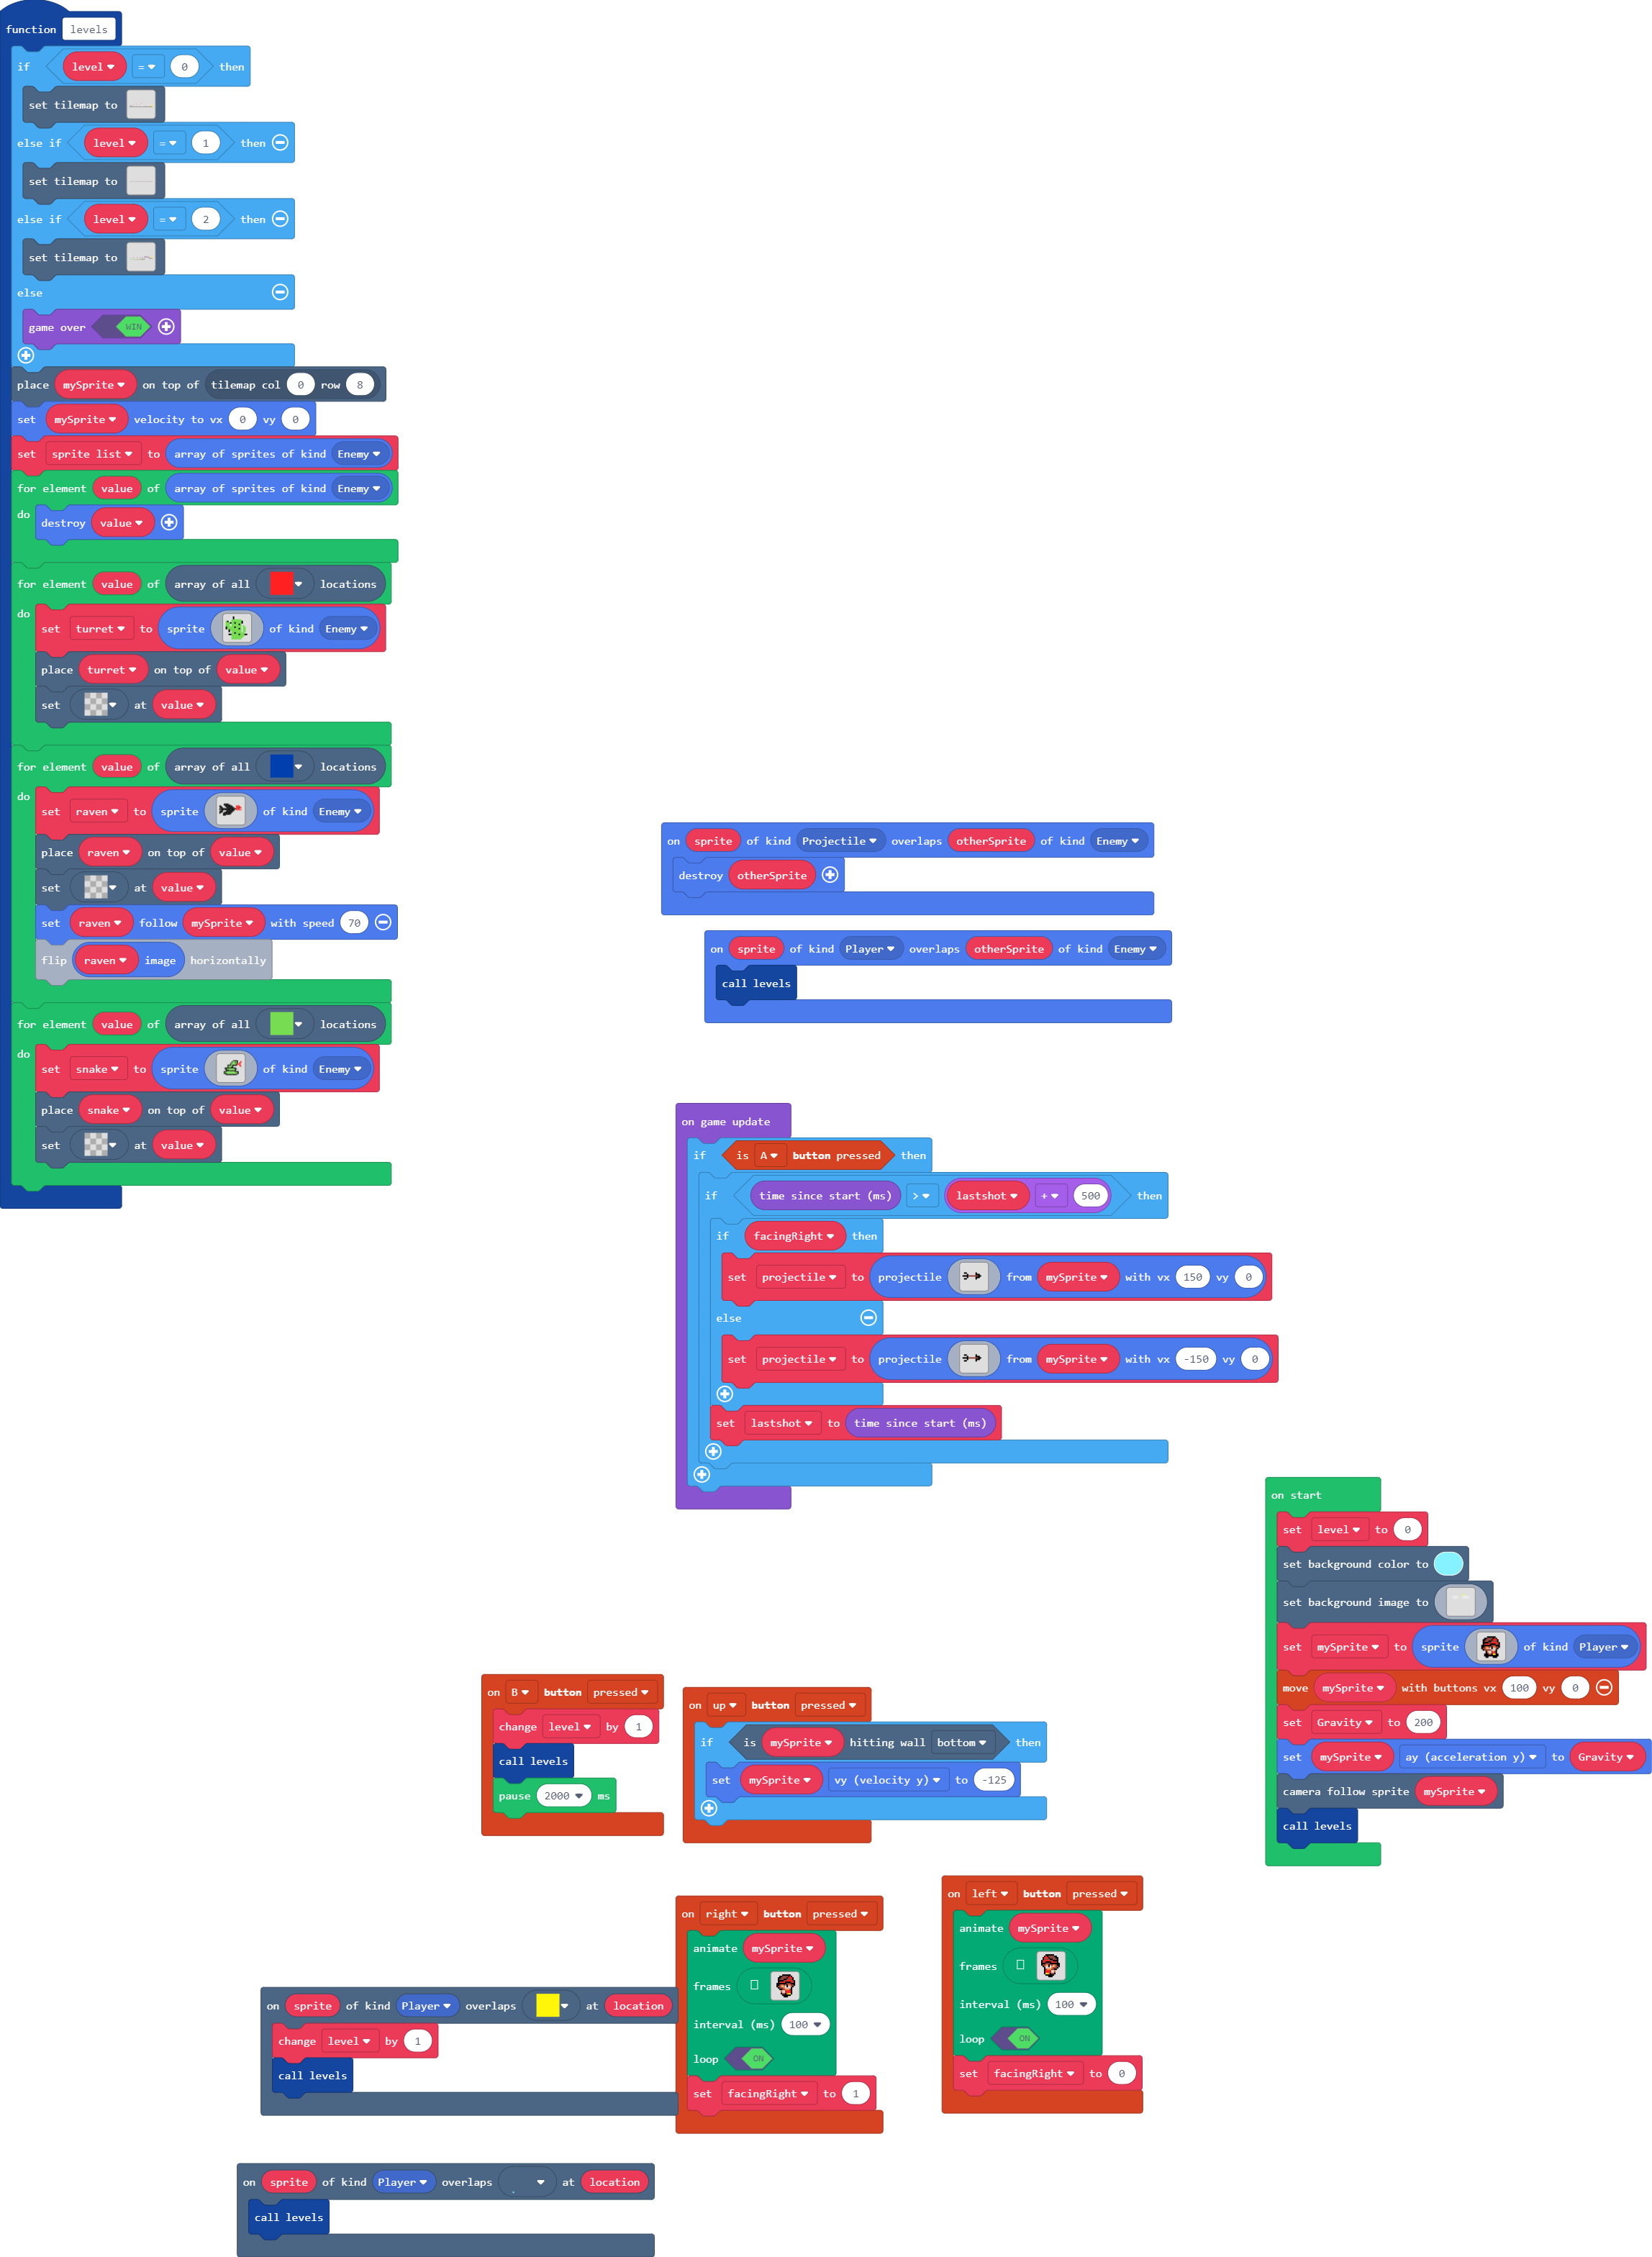 function levels
if level = 0 then
set tilemap to
else if level = 1 then
set tilemap to
else if level = 2 then
set tilemap to
else
game over WIN
place mySprite on top of tilemap col 0 row 8
set mySprite velocity to vx 0 vy 0
set sprite list to array of sprites of kind Enemy
for element value of array of sprites of kind Enemy
do destroy value
for element value of array of all locations
do
set turret to sprite of kind Enemy
place turret on top of value
set at value
for element value of array of all locations
do
set raven to sprite of kind Enemy
place raven on top of value
set at value
set raven follow mySprite with speed 70
flip raven image horizontally
for element value of array of all locations
do
set snake to sprite of kind Enemy
place snake on top of value
set at value
on sprite of kind Projectile overlaps otherSprite of kind Enemy
destroy otherSprite
on sprite of kind Player overlaps otherSprite of kind Enemy
call levels
on game update
if is A button pressed then
if time since start (ms) > lastshot + 500 then
if facingRight then
set projectile to projectile from mySprite with vx 150 vy 0
else
set projectile to projectile from mySprite with vx -150 vy 0
set lastshot to time since start (ms)
on start
set level to 0
set background color to
set background image to
set mySprite to sprite of kind Player
move mySprite with buttons vx 100 vy 0
set Gravity to 200
set mySprite ay (acceleration y) to Gravity
camera follow sprite mySprite
call levels
on B button pressed
change level by 1
call levels
pause 2000 ms
on up button pressed
if is mySprite hitting wall bottom then
set mySprite vy (velocity y) to -125
on right button pressed
animate mySprite
frames
interval (ms) 100
loop ON
set facingRight to 1
on left button pressed
animate mySprite
frames
interval (ms) 100
loop ON
set facingRight to 0
on sprite of kind Player overlaps at location
change level by 1
call levels
on sprite of kind Player overlaps at location
call levels